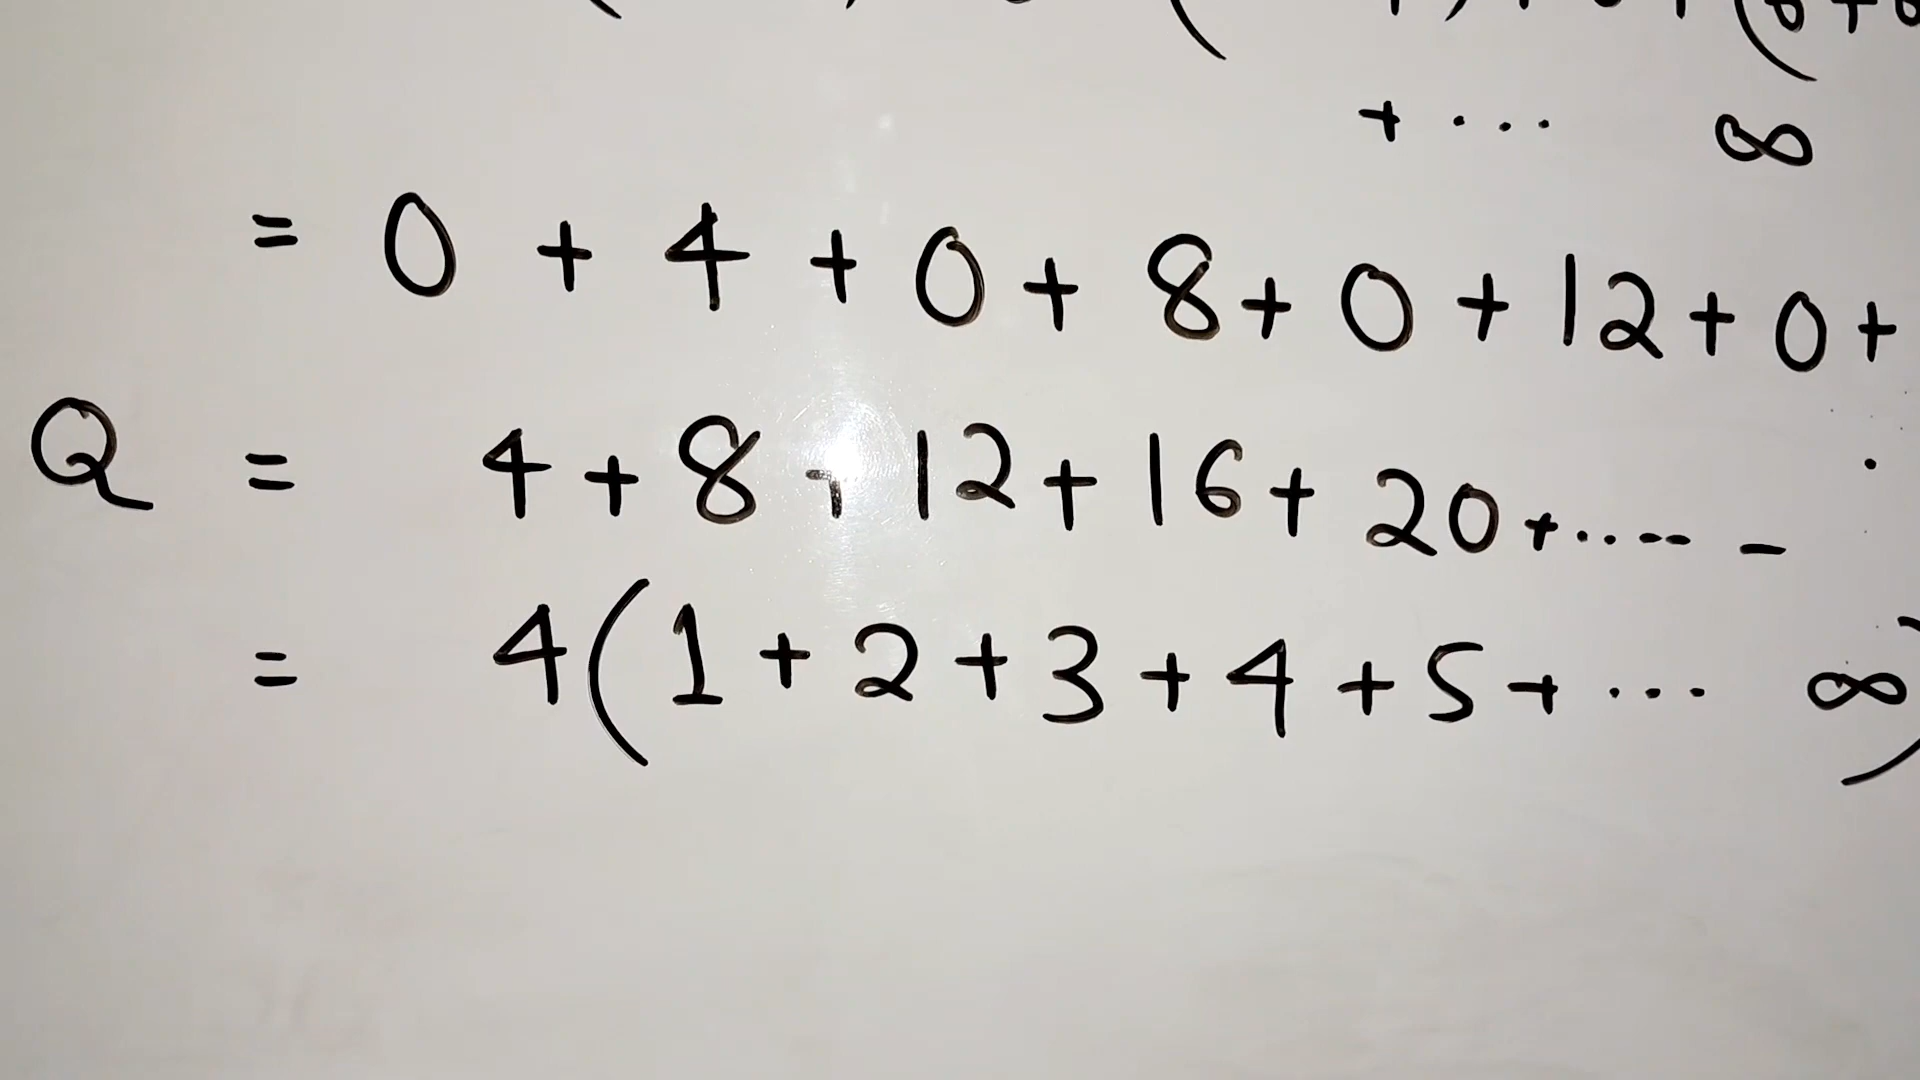 + ... ∞
= 0 + 4 + 0 + 8 + 0 + 12 + 0 +
Q = 4 + 8 + 12 + 16 + 20 + ......
= 4(1 + 2 + 3 + 4 + 5 + ... ∞)